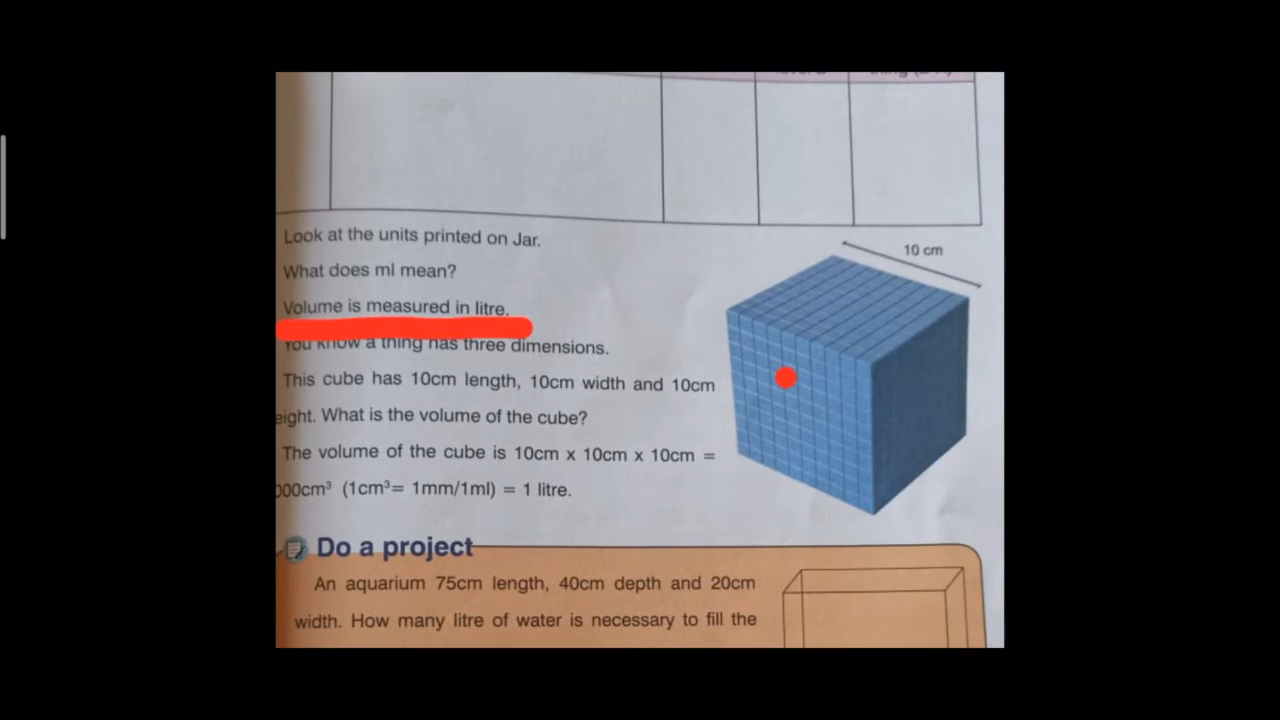 Look at the units printed on Jar.
10 cm
What does ml mean?
Volume is measured in litre.
You know a thing has three dimensions.
This cube has 10cm length, 10cm width and 10cm
eight. What is the volume of the cube?
The volume of the cube is 10cm x 10cm x 10cm =
000cm³ (1cm³= 1mm/1ml) = 1 litre.
Do a project
An aquarium 75cm length, 40cm depth and 20cm
width. How many litre of water is necessary to fill the